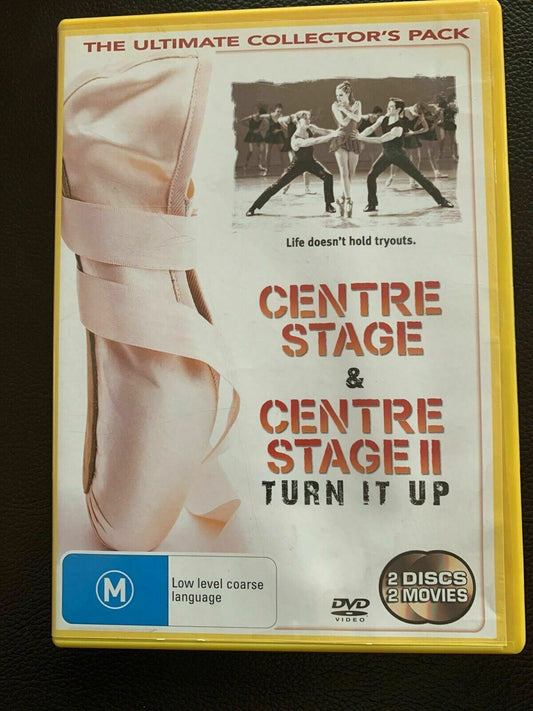 THE ULTIMATE COLLECTOR'S PACK
Life doesn't hold tryouts.
CENTRE
STAGE
&
CENTRE
STAGE II
TURN IT UP
M
Low level coarse
language
DVD
VIDEO
2 DISCS
2 MOVIES